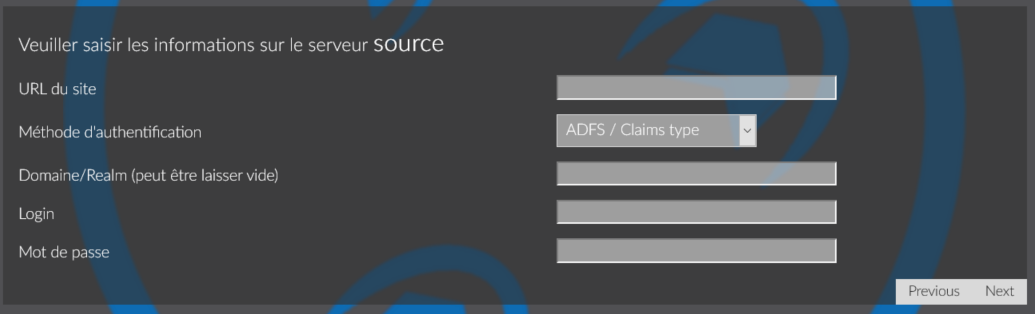 Veuiller saisir les informations sur le serveur source
URL du site
Méthode d'authentification ADFS / Claims type
Domaine/Realm (peut être laisser vide)
Login
Mot de passe
Previous Next